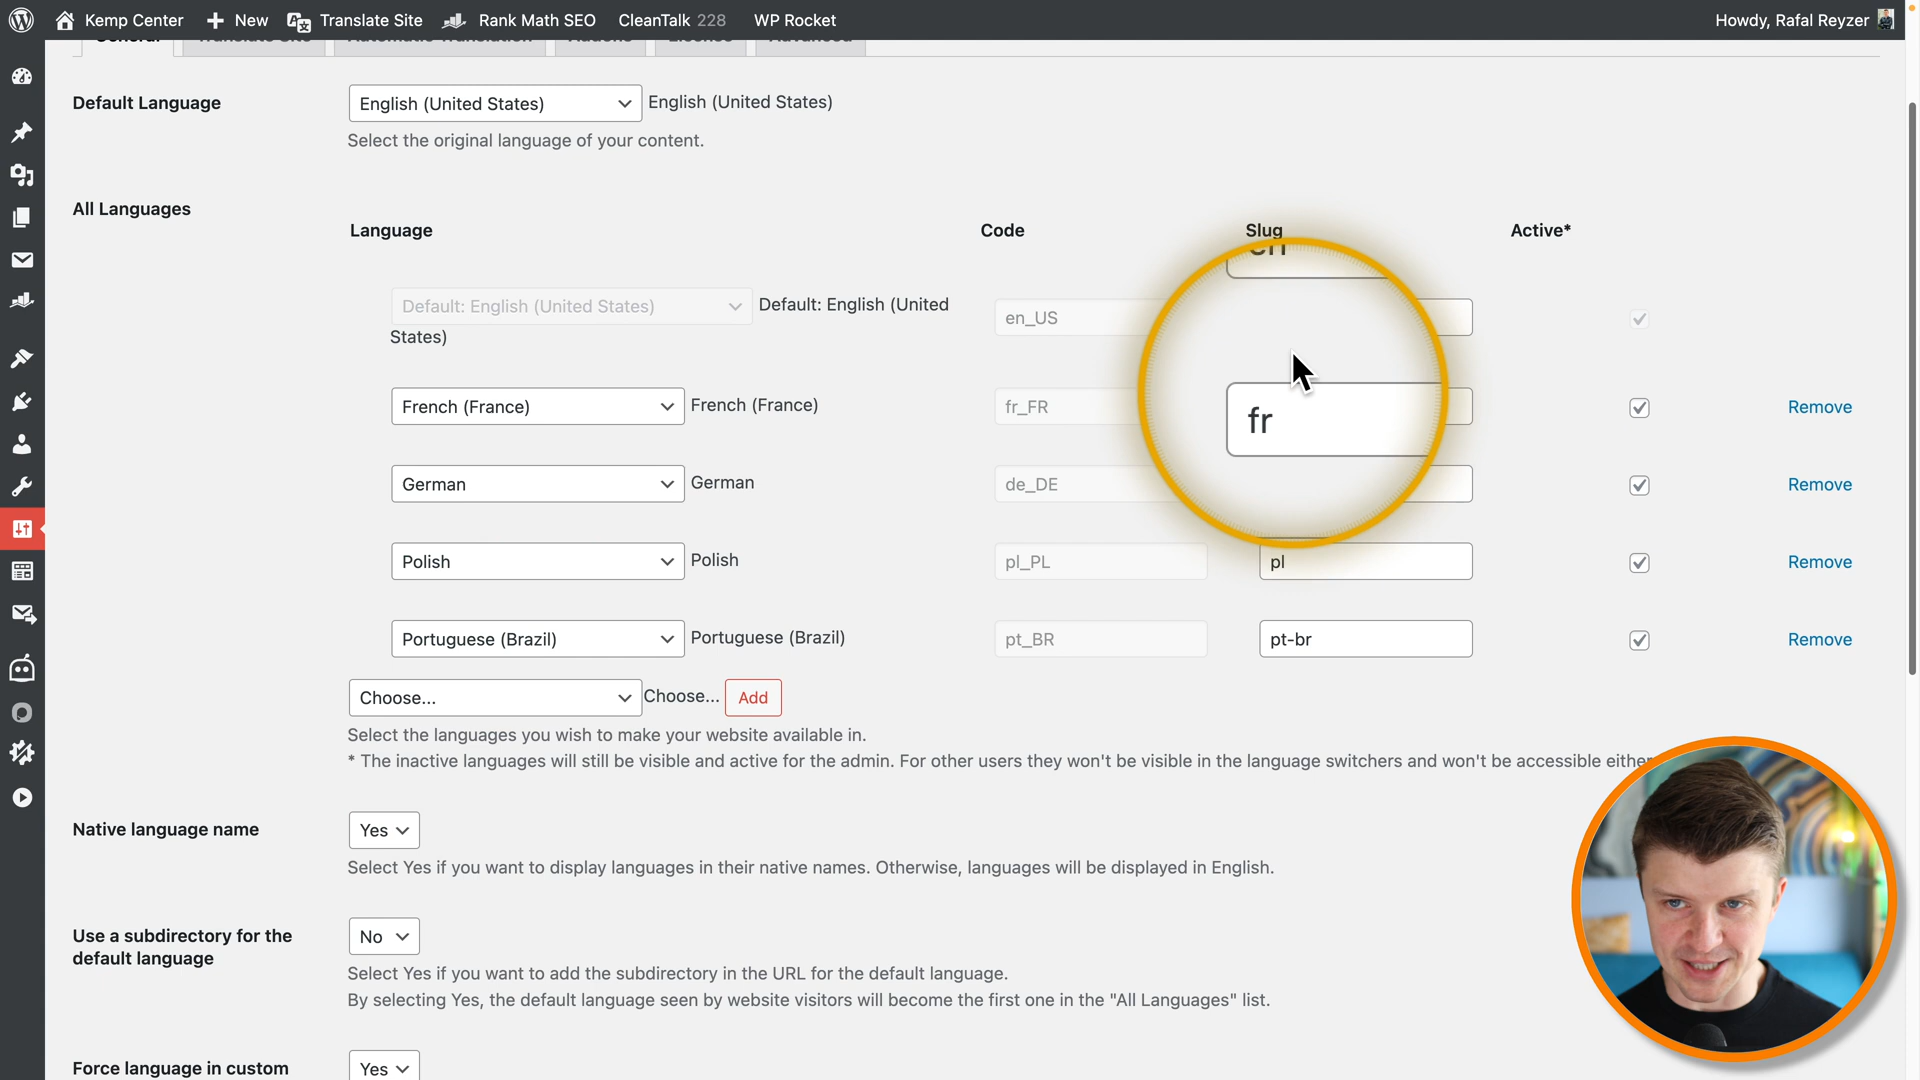 Kemp Center New Translate Site Rank Math SEO CleanTalk 228 WP Rocket Howdy, Rafal Reyzer
General Translate Site Automatic Translation Addons License Advanced
Default Language English (United States) English (United States)
Select the original language of your content.
All Languages
Language Code Slug Active*
en
Default: English (United States) Default: English (United
States)
en_US
French (France) French (France) fr_FR fr Remove
German German de_DE Remove
Polish Polish pl_PL pl Remove
Portuguese (Brazil) Portuguese (Brazil) pt_BR pt-br Remove
Choose... Choose... Add
Select the languages you wish to make your website available in.
* The inactive languages will still be visible and active for the admin. For other users they won't be visible in the language switchers and won't be accessible either
Native language name Yes
Select Yes if you want to display languages in their native names. Otherwise, languages will be displayed in English.
Use a subdirectory for the
default language
No
Select Yes if you want to add the subdirectory in the URL for the default language.
By selecting Yes, the default language seen by website visitors will become the first one in the "All Languages" list.
Force language in custom Yes